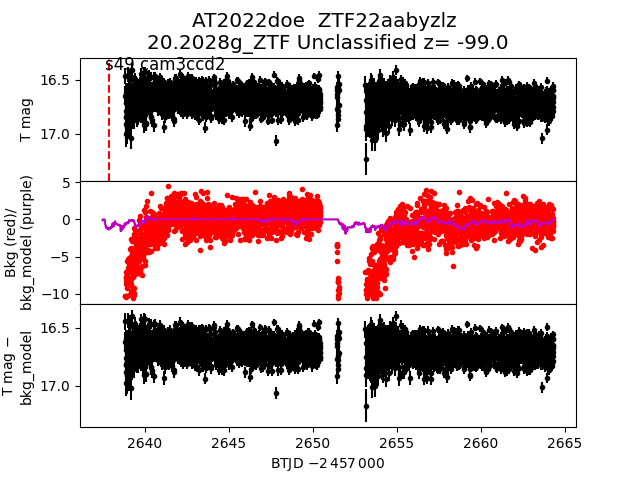 AT2022doe  ZTF22aabyzlz
20.2028g_ZTF Unclassified z= -99.0
s49 cam3ccd2
16.5
17.0
T mag
5
0
−5
−10
Bkg (red)/
bkg_model (purple)
16.5
17.0
T mag −
bkg_model
2640
2645
2650
2655
2660
2665
BTJD −2 457 000